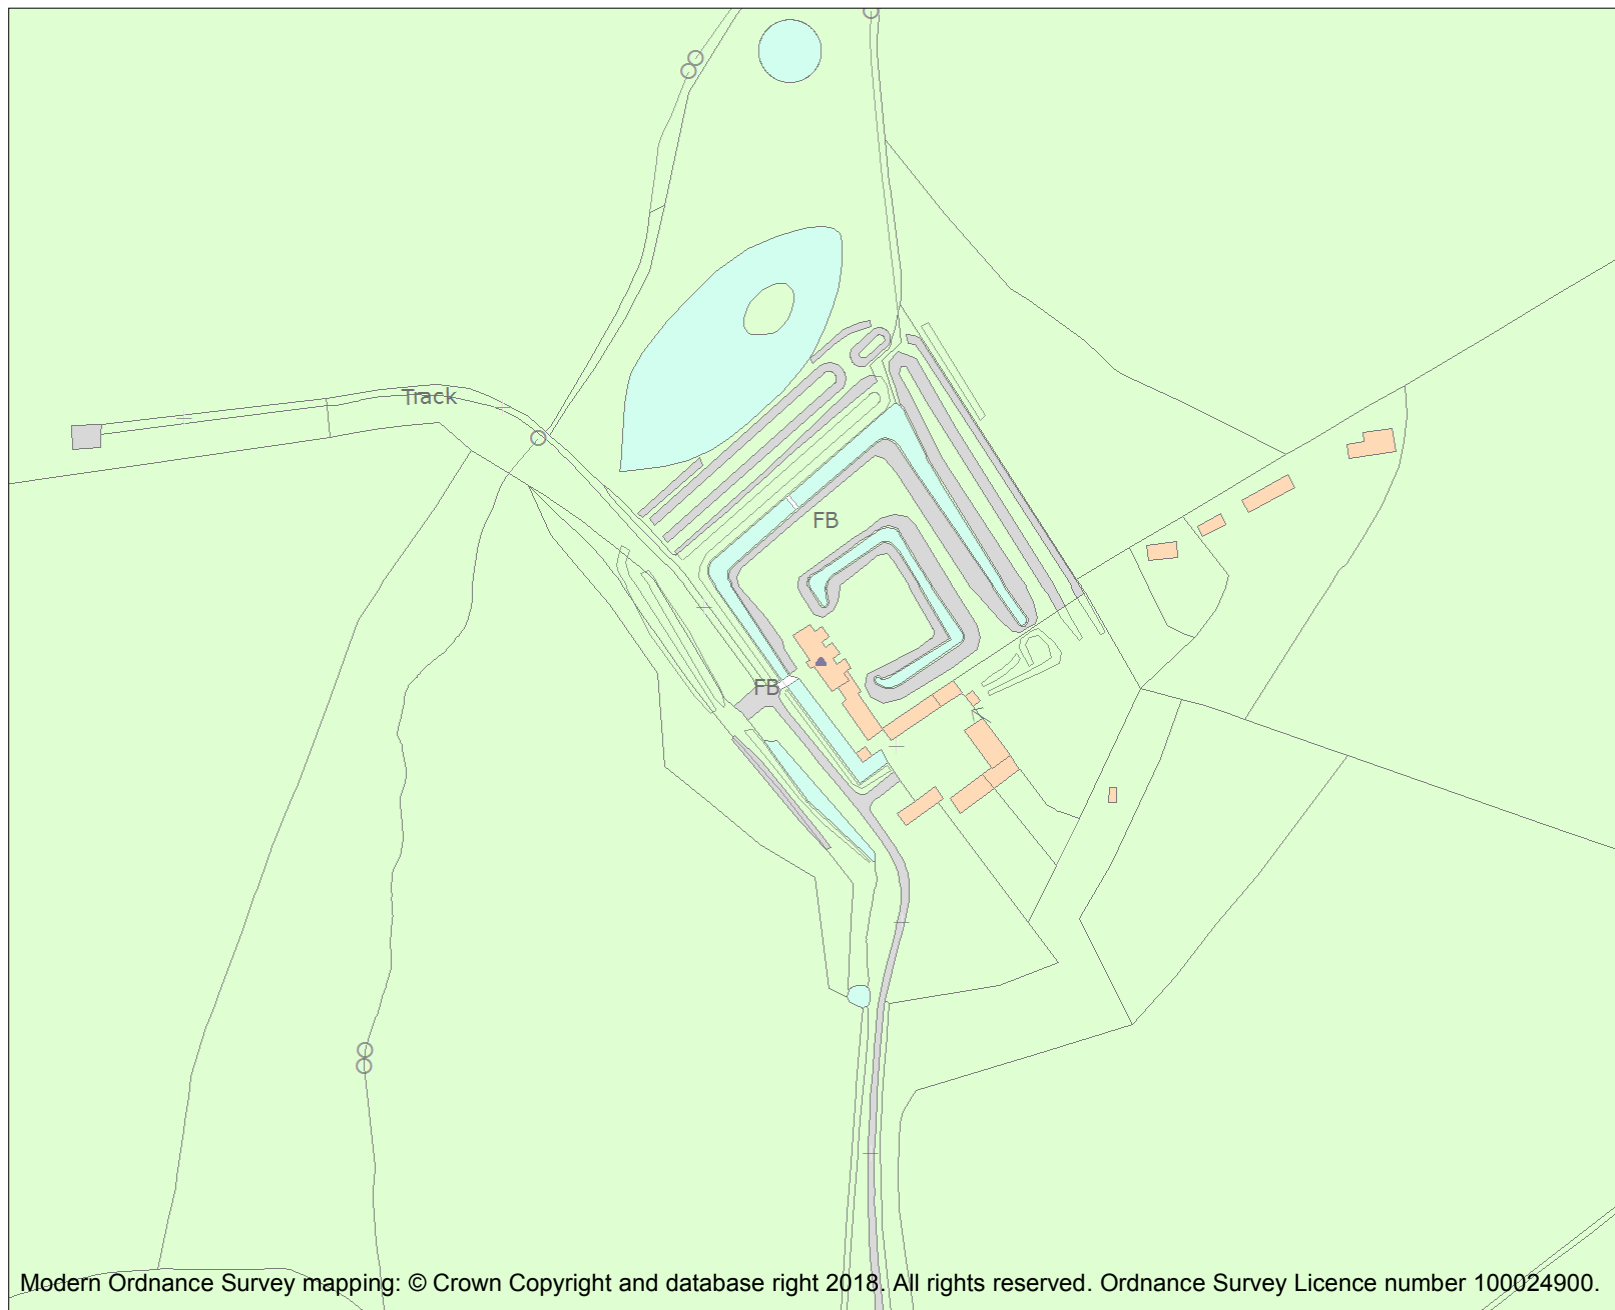 Track
FB
FB
Modern Ordnance Survey mapping: © Crown Copyright and database right 2018. All rights reserved. Ordnance Survey Licence number 100024900.